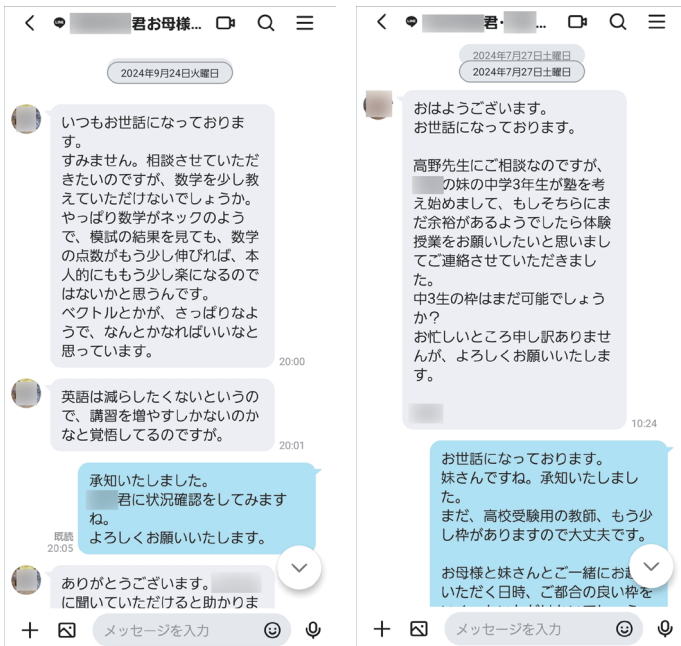 君お母様...
2024年9月24日火曜日
いつもお世話になっておりま
す。
すみません。相談させていただ
きたいのですが、数学を少し教
えていただけないでしょうか。
やっぱり数学がネックのよう
で、模試の結果を見ても、数学
の点数がもう少し伸びれば、本
人的にももう少し楽になるので
はないかと思うんです。
ベクトルとかが、さっぱりなよ
うで、なんとかなればいいなと
思っています。
20:00
英語は減らしたくないというの
で、講習を増やすしかないのか
なと覚悟してるのですが。
20:01
承知いたしました。
君に状況確認をしてみます
ね。
よろしくお願いいたします。
既読
20:05
ありがとうございます。
に聞いていただけると助かりま
メッセージを入力
君・
...
2024年7月27日土曜日
2024年7月27日土曜日
おはようございます。
お世話になっております。
高野先生にご相談なのですが、
の妹の中学3年生が塾を考
え始めまして、もしそちらにま
だ余裕があるようでしたら体験
授業をお願いしたいと思いまし
てご連絡させていただきまし
た。
中3生の枠はまだ可能でしょう
か？
お忙しいところ申し訳ありませ
んが、よろしくお願いいたしま
す。
10:24
お世話になっております。
妹さんですね。承知いたしまし
た。
まだ、高校受験用の教師、もう少
し枠がありますので大丈夫です。
お母様と妹さんとご一緒にお
いただく日時、ご都合の良い枠を
メッセージを入力